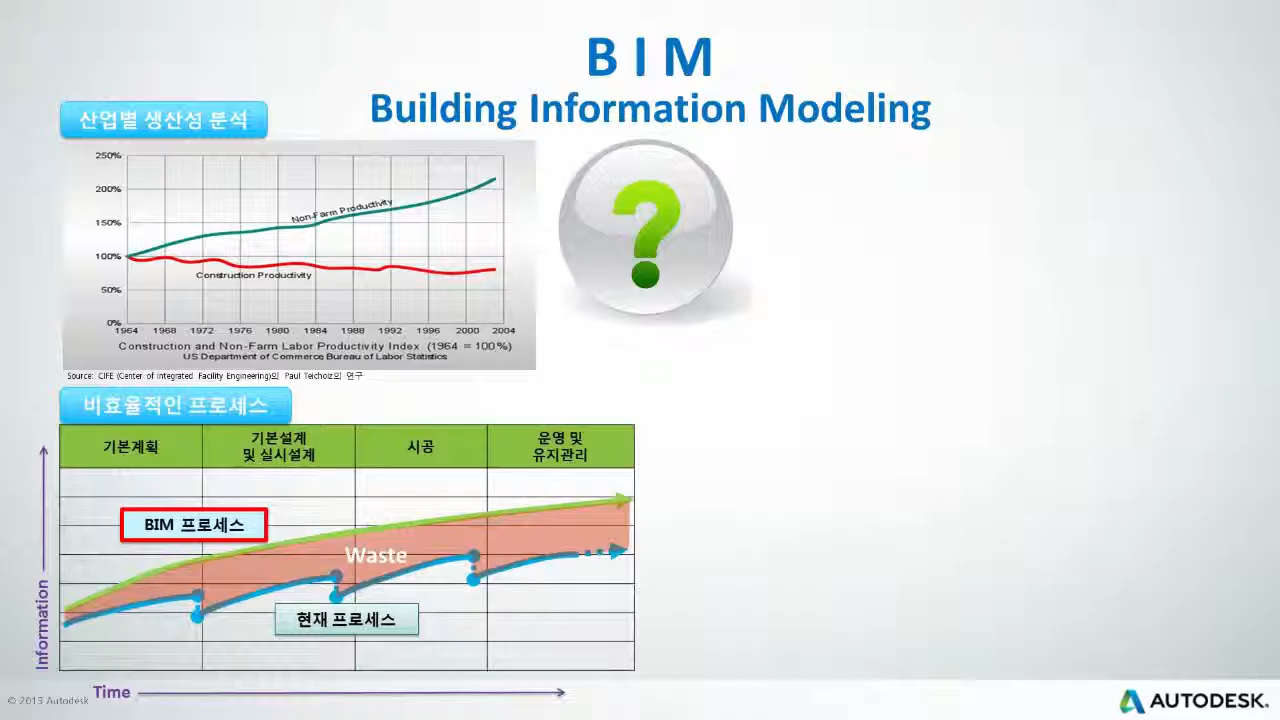 B I M
Building Information Modeling
산업별 생산성 분석
250%
200%
150%
100%
50%
0%
Non-Farm Productivity
Construction Productivity
1964 1968 1972 1976 1980 1984 1988 1992 1996 2000 2004
Construction and Non-Farm Labor Productivity Index (1964 = 100%)
US Department of Commerce Bureau of Labor Statistics
Source: CIFE (Center of Integrated Facility Engineering)의 Paul Teicholz의 연구
?
비효율적인 프로세스
기본계획
기본설계
및 실시설계
시공
운영 및
유지관리
BIM 프로세스
Waste
현재 프로세스
Information
Time
© 2013 Autodesk
AUTODESK.